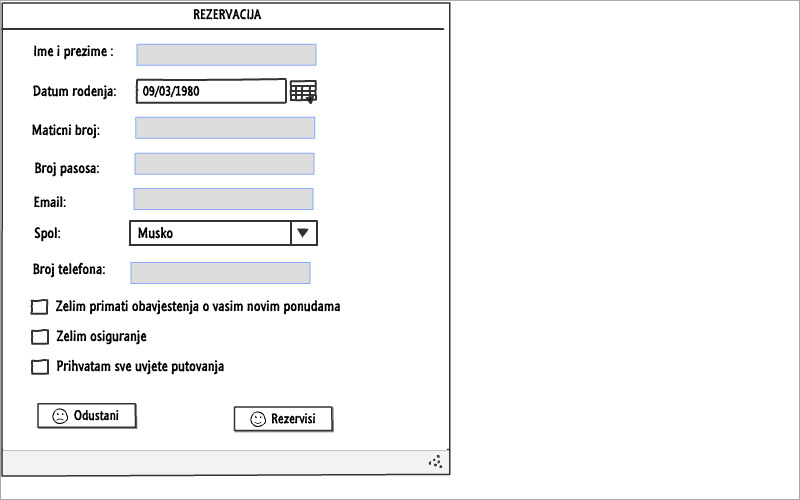 REZERVACIJA
Ime i prezime :
Datum rodenja: 09/03/1980
Maticni broj:
Broj pasosa:
Email:
Spol: Musko
Broj telefona:
Zelim primati obavjestenja o vasim novim ponudama
Zelim osiguranje
Prihvatam sve uvjete putovanja
Odustani Rezervisi